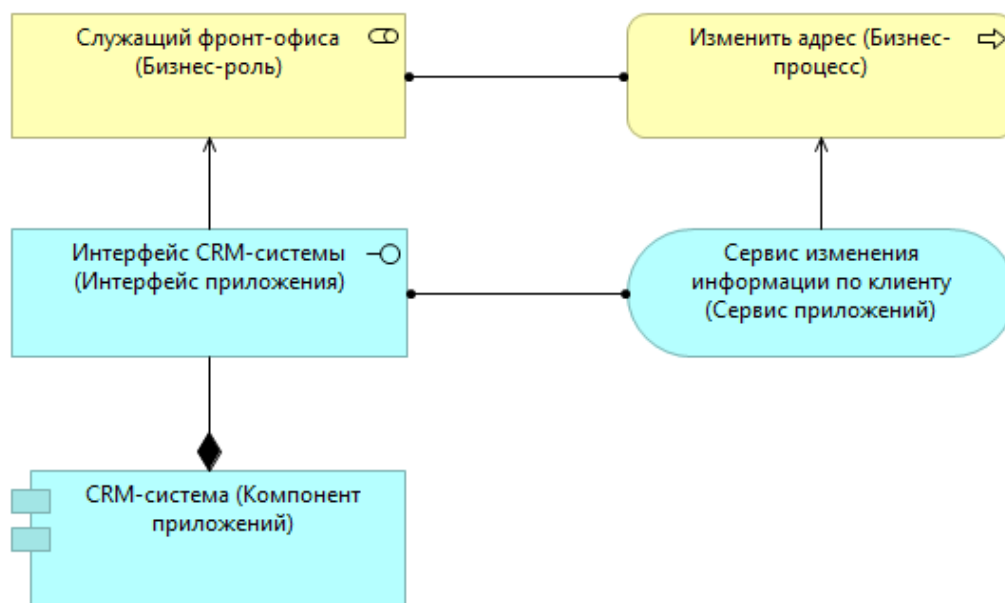 Служащий фронт-офиса
(Бизнес-роль)
Изменить адрес (Бизнес-
процесс)
Интерфейс CRM-системы
(Интерфейс приложения)
Сервис изменения
информации по клиенту
(Сервис приложений)
CRM-система (Компонент
приложений)